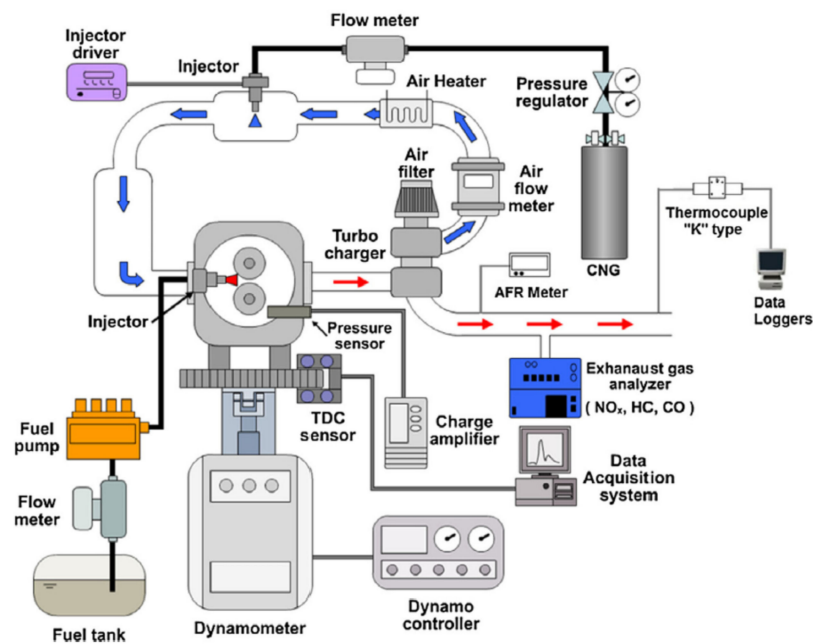 Flow meter
Injector
driver
Injector
Air Heater
Pressure
regulator
Air
filter
Air
flow
meter
Thermocouple
"K" type
Turbo
charger
CNG
AFR Meter
Data
Loggers
Injector
Pressure
sensor
Exhanaust gas
analyzer
( NOₓ, HC, CO )
TDC
sensor
Charge
amplifier
Fuel
pump
Data
Acquisition
system
Flow
meter
Fuel tank
Dynamometer
Dynamo
controller